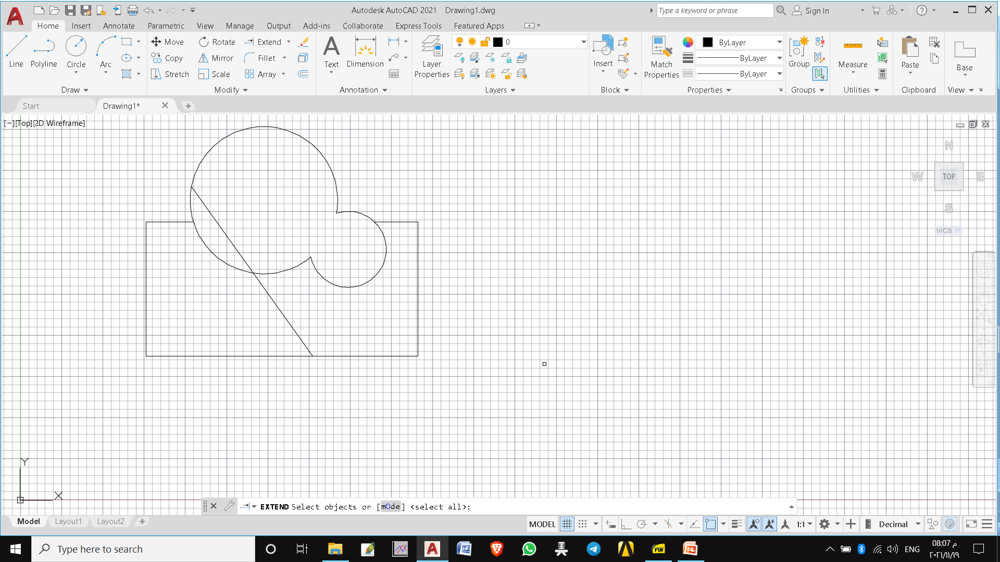 Autodesk AutoCAD 2021 Drawing1.dwg
Type a keyword or phrase
Sign In
Home Insert Annotate Parametric View Manage Output Add-ins Collaborate Express Tools Featured Apps
Line Polyline Circle Arc
Move Rotate Extend
Copy Mirror Fillet
Stretch Scale Array
Text Dimension
Layer Properties
0
Insert
Match Properties
ByLayer
ByLayer
ByLayer
Group
Measure
Paste
Base
Draw Modify Annotation Layers Block Properties Groups Utilities Clipboard View
Start Drawing1*
[−][Top][2D Wireframe]
N
W TOP E
S
WCS
Y
X
EXTEND Select objects or [mOde] <select all>:
Model Layout1 Layout2
MODEL 1:1 Decimal
Type here to search
PDF
ENG
08:07 م
٢٠٢١/١١/١٩